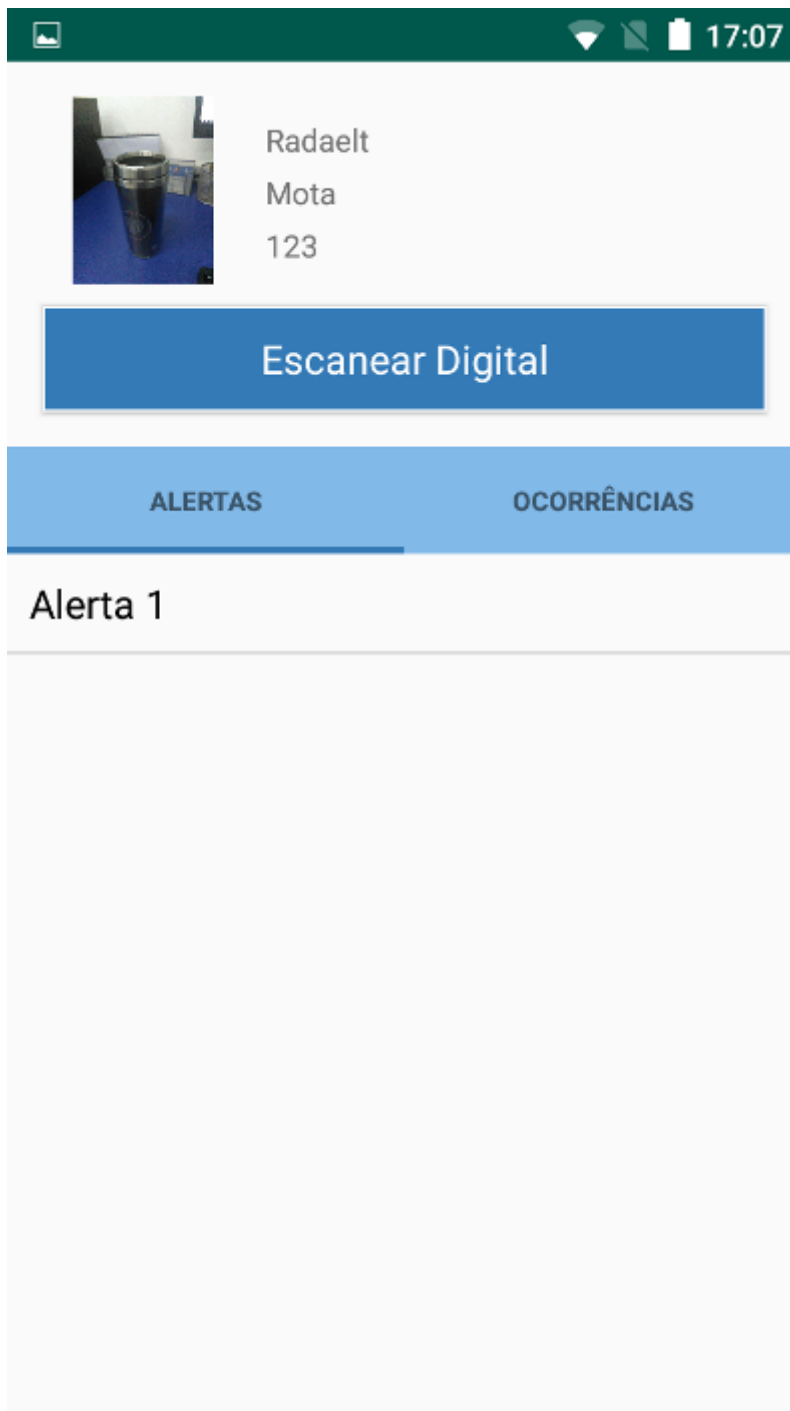 17:07
Radaelt
Mota
123
Escanear Digital
ALERTAS
OCORRÊNCIAS
Alerta 1